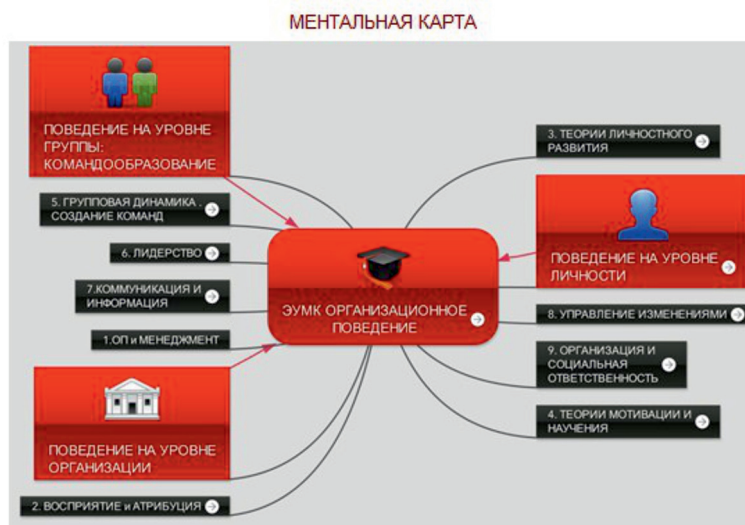 МЕНТАЛЬНАЯ КАРТА
ПОВЕДЕНИЕ НА УРОВНЕ
ГРУППЫ:
КОМАНДООБРАЗОВАНИЕ
5. ГРУППОВАЯ ДИНАМИКА .
СОЗДАНИЕ КОМАНД
6. ЛИДЕРСТВО
7.КОММУНИКАЦИЯ И
ИНФОРМАЦИЯ
1.ОП и МЕНЕДЖМЕНТ
ПОВЕДЕНИЕ НА УРОВНЕ
ОРГАНИЗАЦИИ
2. ВОСПРИЯТИЕ и АТРИБУЦИЯ
ЭУМК ОРГАНИЗАЦИОННОЕ
ПОВЕДЕНИЕ
3. ТЕОРИИ ЛИЧНОСТНОГО
РАЗВИТИЯ
ПОВЕДЕНИЕ НА УРОВНЕ
ЛИЧНОСТИ
8. УПРАВЛЕНИЕ ИЗМЕНЕНИЯМИ
9. ОРГАНИЗАЦИЯ И
СОЦИАЛЬНАЯ
ОТВЕТСТВЕННОСТЬ
4. ТЕОРИИ МОТИВАЦИИ И
НАУЧЕНИЯ